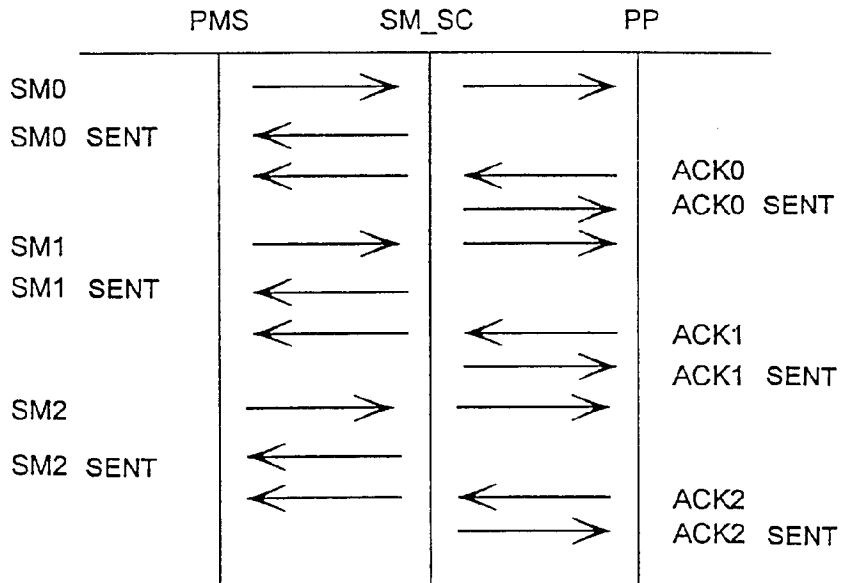 PMS SM_SC PP
SM0
SM0 SENT
ACK0
ACK0 SENT
SM1
SM1 SENT
ACK1
ACK1 SENT
SM2
SM2 SENT
ACK2
ACK2 SENT